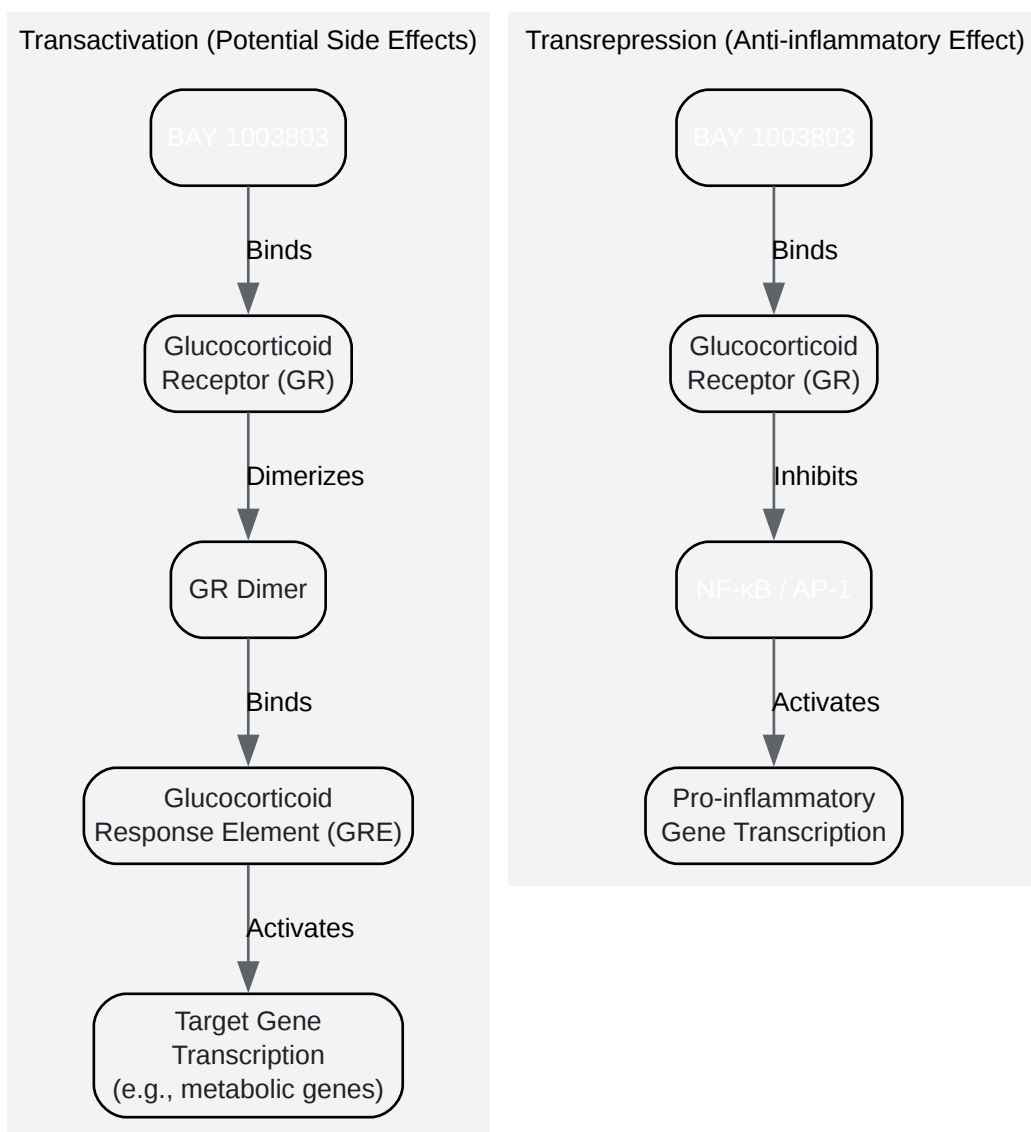 Transactivation (Potential Side Effects)
BAY 1003803
Binds
Glucocorticoid
Receptor (GR)
Dimerizes
GR Dimer
Binds
Glucocorticoid
Response Element (GRE)
Activates
Target Gene
Transcription
(e.g., metabolic genes)
Transrepression (Anti-inflammatory Effect)
BAY 1003803
Binds
Glucocorticoid
Receptor (GR)
Inhibits
NF-κB / AP-1
Activates
Pro-inflammatory
Gene Transcription